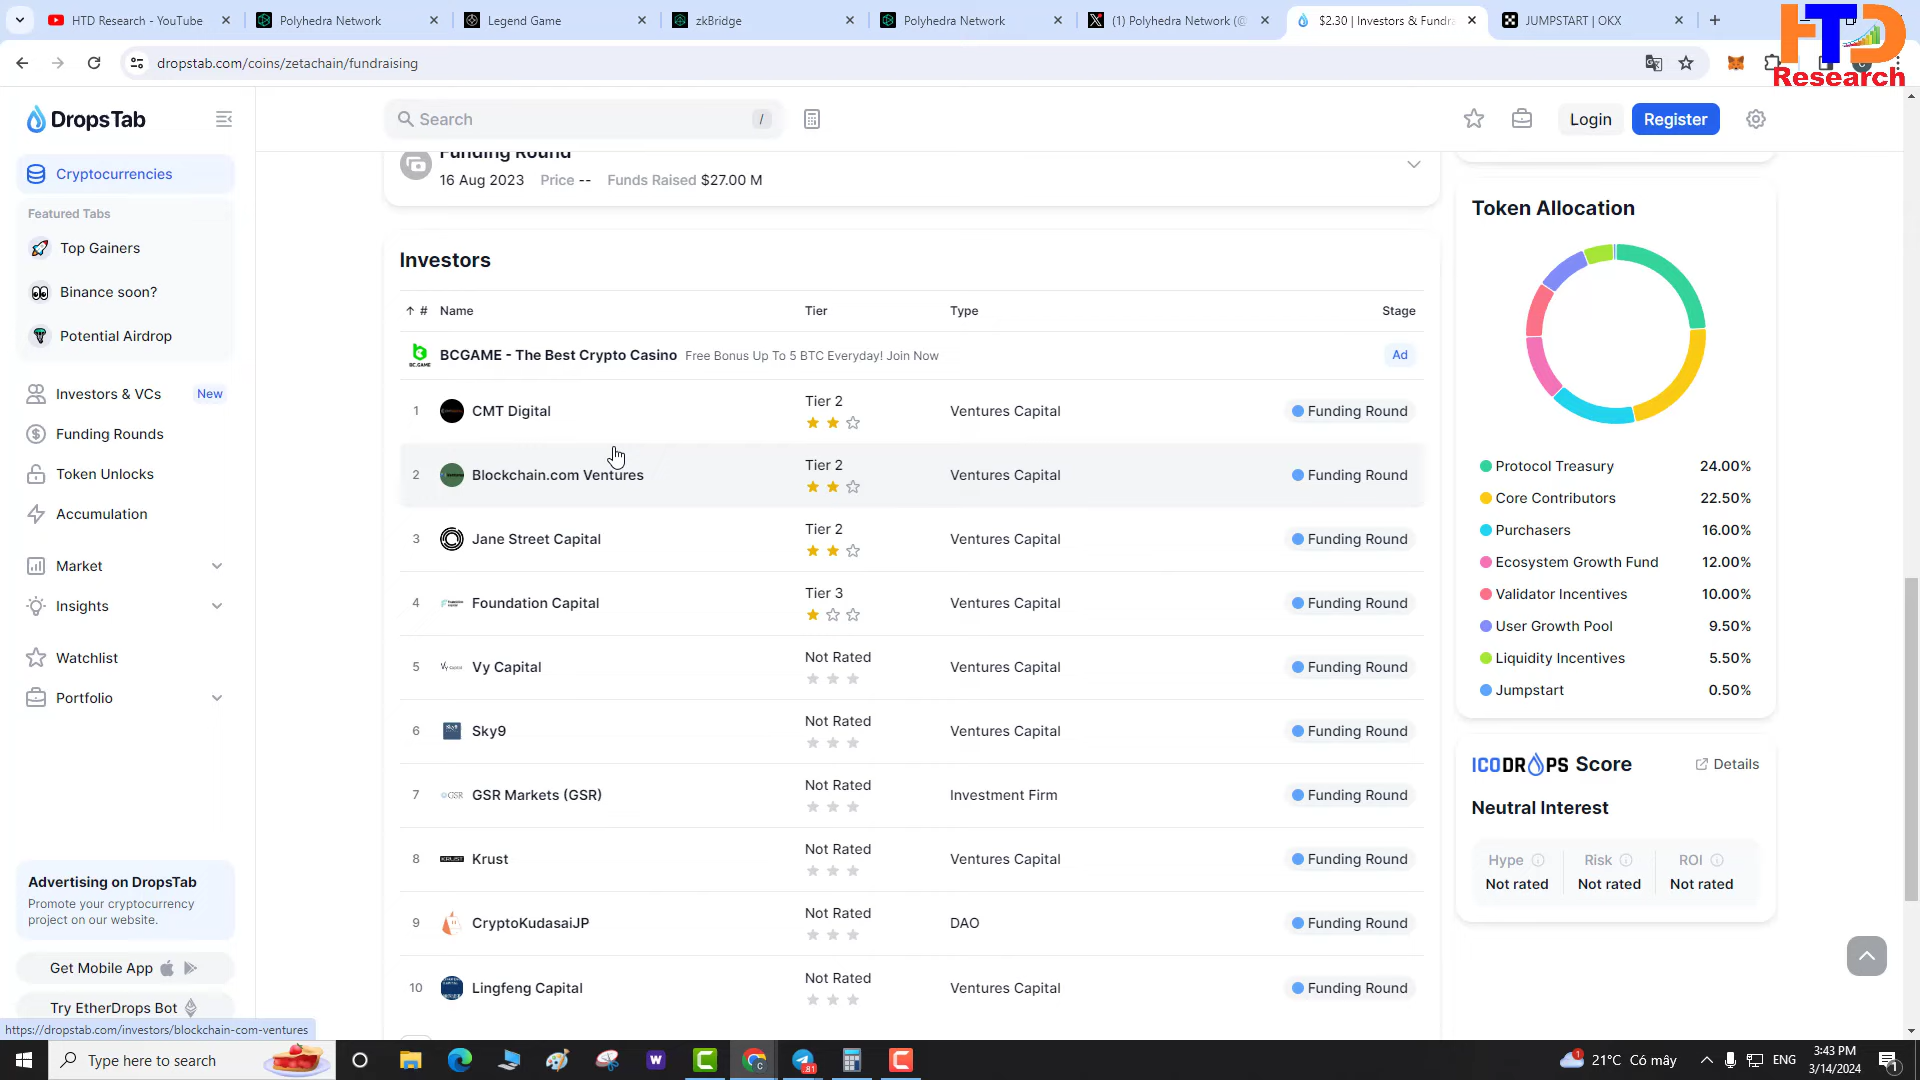 HTD Research - YouTube
Polyhedra Network
Legend Game
zkBridge
Polyhedra Network
(1) Polyhedra Network (@
$2.30 | Investors & Fundra
JUMPSTART | OKX
HTD
Research
dropstab.com/coins/zetachain/fundraising
DropsTab
Search /
Login
Register
Cryptocurrencies
Featured Tabs
Top Gainers
Binance soon?
Potential Airdrop
Investors & VCs New
Funding Rounds
Token Unlocks
Accumulation
Market
Insights
Watchlist
Portfolio
Advertising on DropsTab
Promote your cryptocurrency
project on our website.
Get Mobile App
Try EtherDrops Bot
https://dropstab.com/investors/blockchain-com-ventures
Funding Round
16 Aug 2023 Price -- Funds Raised $27.00 M
Investors
# Name Tier Type Stage
BCGAME - The Best Crypto Casino Free Bonus Up To 5 BTC Everyday! Join Now Ad
BC.GAME
1 CMT Digital Tier 2 Ventures Capital Funding Round
2 Blockchain.com Ventures Tier 2 Ventures Capital Funding Round
3 Jane Street Capital Tier 2 Ventures Capital Funding Round
4 Foundation Capital Tier 3 Ventures Capital Funding Round
5 Vy Capital Not Rated Ventures Capital Funding Round
6 Sky9 Not Rated Ventures Capital Funding Round
7 GSR Markets (GSR) Not Rated Investment Firm Funding Round
8 Krust Not Rated Ventures Capital Funding Round
9 CryptoKudasaiJP Not Rated DAO Funding Round
10 Lingfeng Capital Not Rated Ventures Capital Funding Round
Token Allocation
Protocol Treasury 24.00%
Core Contributors 22.50%
Purchasers 16.00%
Ecosystem Growth Fund 12.00%
Validator Incentives 10.00%
User Growth Pool 9.50%
Liquidity Incentives 5.50%
Jumpstart 0.50%
ICODROPS Score Details
Neutral Interest
Hype Risk ROI
Not rated Not rated Not rated
Type here to search
21°C Có mây
ENG
3:43 PM
3/14/2024